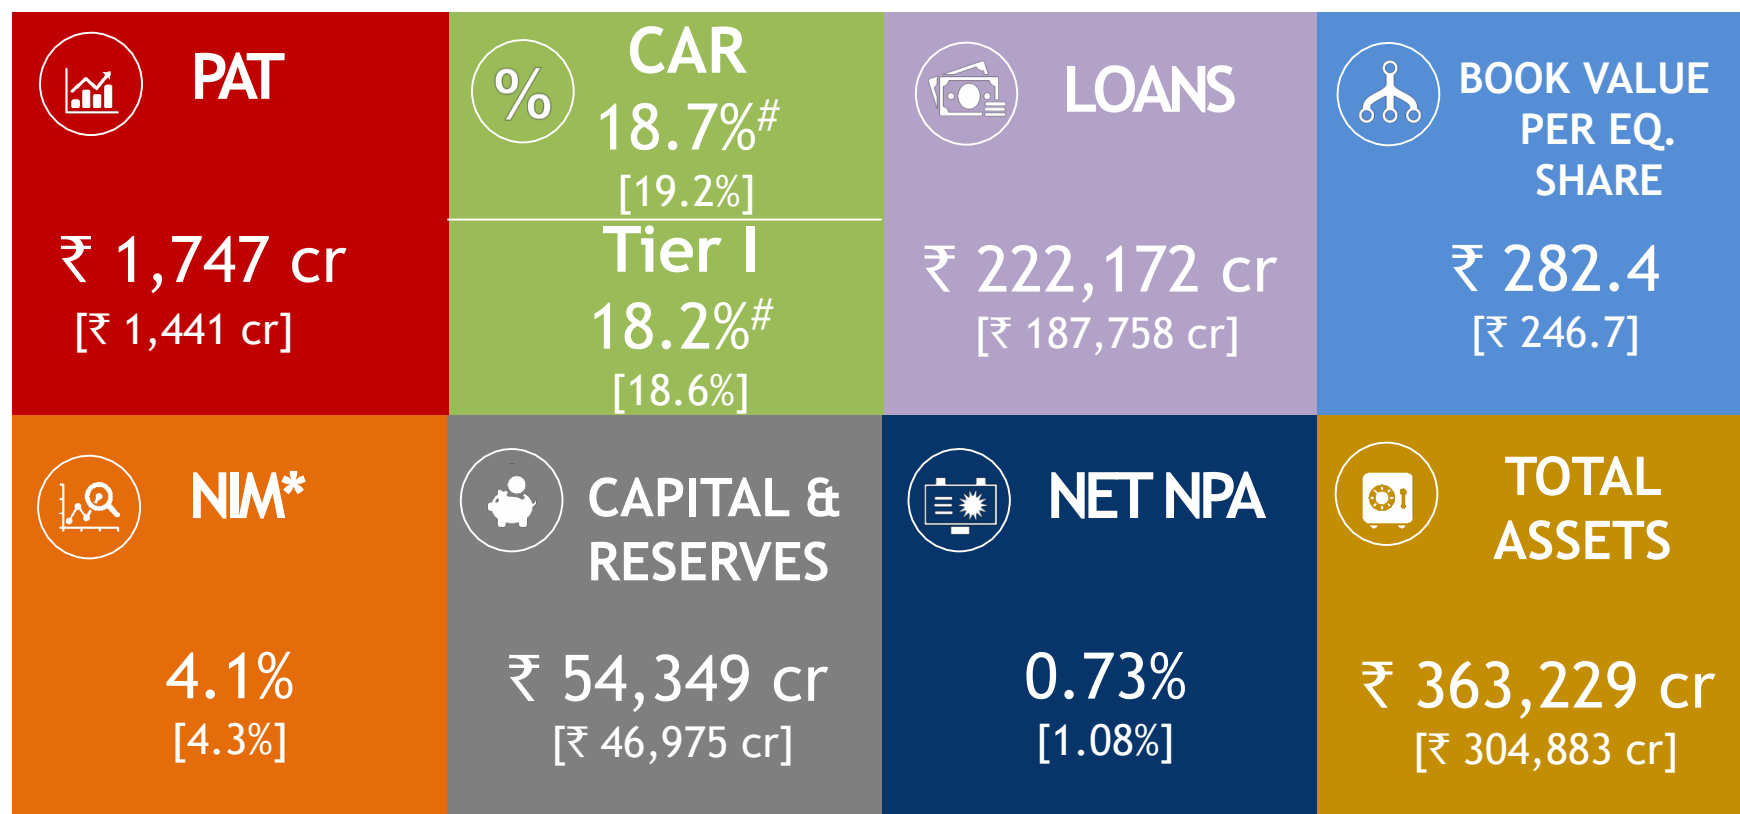 PAT
₹ 1,747 cr
[₹ 1,441 cr]
CAR
18.7%#
[19.2%]
Tier I
18.2%#
[18.6%]
LOANS
₹ 222,172 cr
[₹ 187,758 cr]
BOOK VALUE
PER EQ.
SHARE
₹ 282.4
[₹ 246.7]
NIM*
4.1%
[4.3%]
CAPITAL &
RESERVES
₹ 54,349 cr
[₹ 46,975 cr]
NET NPA
0.73%
[1.08%]
TOTAL
ASSETS
₹ 363,229 cr
[₹ 304,883 cr]